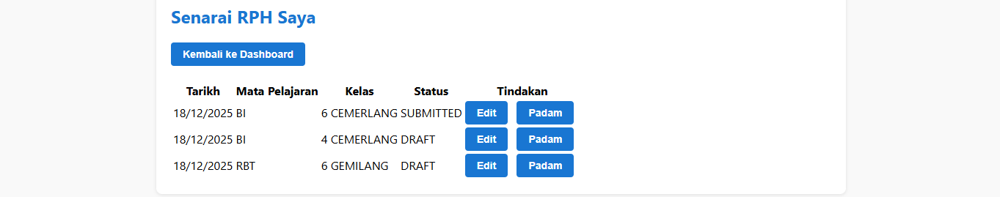 Senarai RPH Saya
Kembali ke Dashboard
Tarikh Mata Pelajaran Kelas Status Tindakan
18/12/2025 BI 6 CEMERLANG SUBMITTED Edit Padam
18/12/2025 BI 4 CEMERLANG DRAFT Edit Padam
18/12/2025 RBT 6 GEMILANG DRAFT Edit Padam